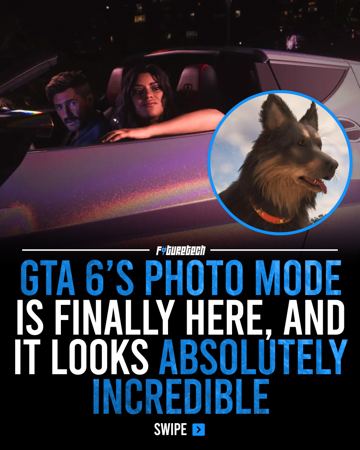 FUTURETECH
GTA 6'S PHOTO MODE
IS FINALLY HERE, AND
IT LOOKS ABSOLUTELY
INCREDIBLE
SWIPE